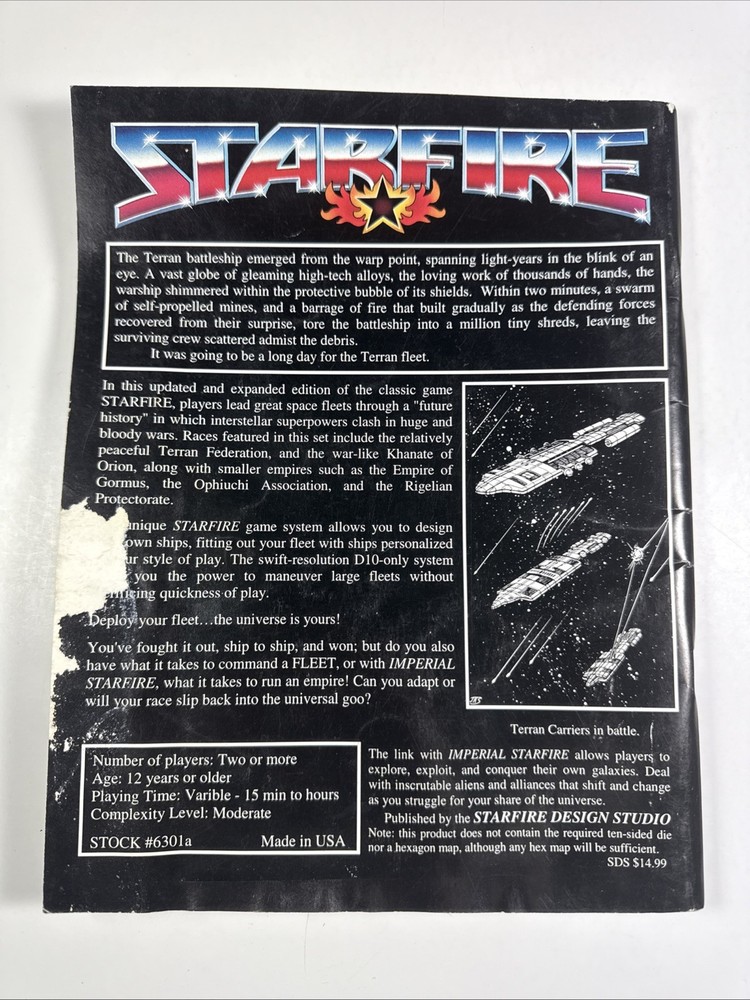 STARFIRE
The Terran battleship emerged from the warp point, spanning light-years in the blink of an
eye. A vast globe of gleaming high-tech alloys, the loving work of thousands of hands, the
warship shimmered within the protective bubble of its shields. Within two minutes, a swarm
of self-propelled mines, and a barrage of fire that built gradually as the defending forces
recovered from their surprise, tore the battleship into a million tiny shreds, leaving the
surviving crew scattered admist the debris.
It was going to be a long day for the Terran fleet.
In this updated and expanded edition of the classic game
STARFIRE, players lead great space fleets through a "future
history" in which interstellar superpowers clash in huge and
bloody wars. Races featured in this set include the relatively
peaceful Terran Federation, and the war-like Khanate of
Orion, along with smaller empires such as the Empire of
Gormus, the Ophiuchi Association, and the Rigelian
Protectorate.
unique STARFIRE game system allows you to design
own ships, fitting out your fleet with ships personalized
style of play. The swift-resolution D10-only system
you the power to maneuver large fleets without
quickness of play.
Deploy your fleet...the universe is yours!
You've fought it out, ship to ship, and won; but do you also
have what it takes to command a FLEET, or with IMPERIAL
STARFIRE, what it takes to run an empire! Can you adapt or
will your race slip back into the universal goo?
Terran Carriers in battle.
Number of players: Two or more
Age: 12 years or older
Playing Time: Varible - 15 min to hours
Complexity Level: Moderate
STOCK #6301a Made in USA
The link with IMPERIAL STARFIRE allows players to
explore, exploit, and conquer their own galaxies. Deal
with inscrutable aliens and alliances that shift and change
as you struggle for your share of the universe.
Published by the STARFIRE DESIGN STUDIO
Note: this product does not contain the required ten-sided die
nor a hexagon map, although any hex map will be sufficient.
SDS $14.99